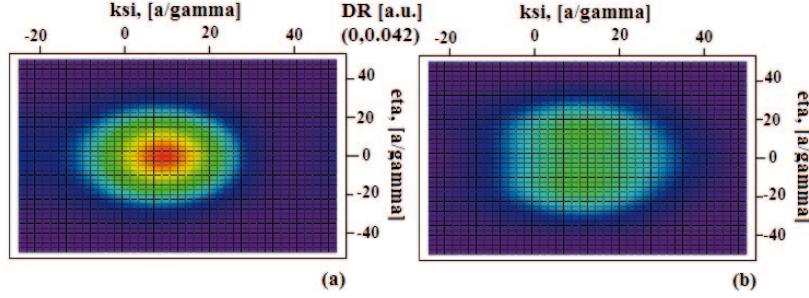 ksi, [a/gamma]
-20 0 20 40
DR [a.u.]
(0,0.042)
ksi, [a/gamma]
0 20 40
40
20
0
-20
-40
eta, [a/gamma]
40
20
0
-20
-40
eta, [a/gamma]
(a)
(b)